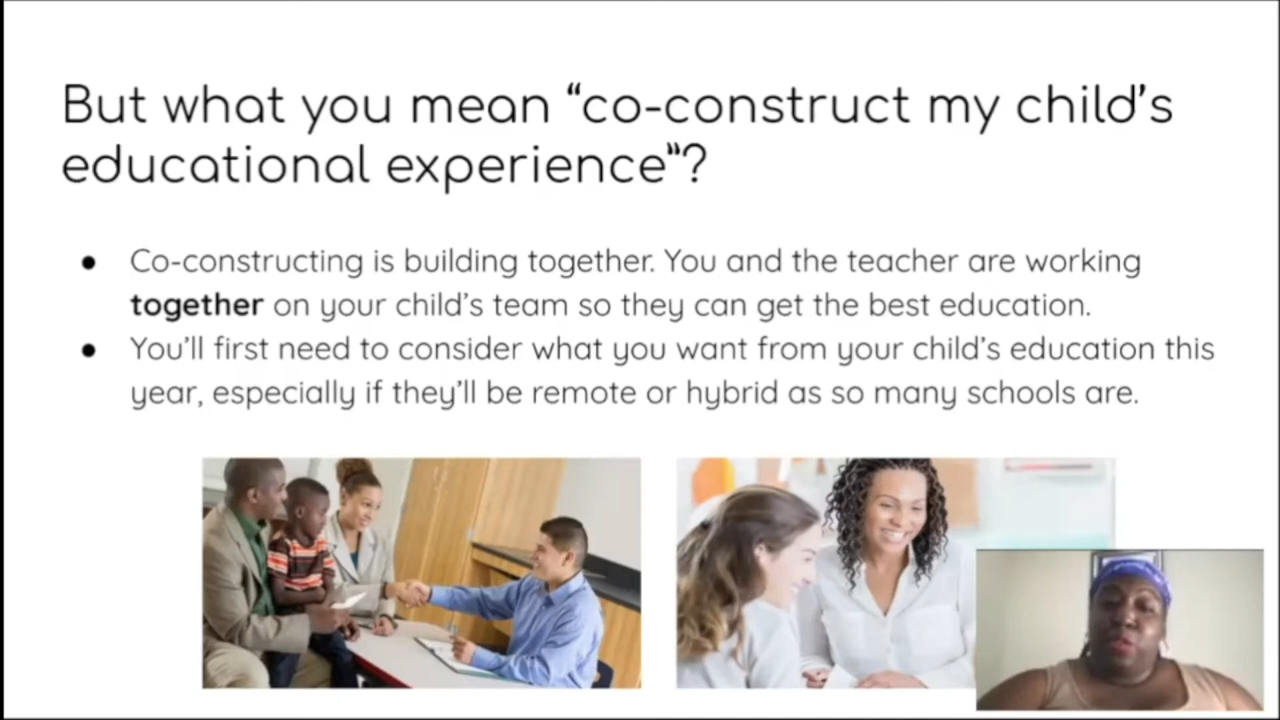 But what you mean “co-construct my child’s
educational experience”?
● Co-constructing is building together. You and the teacher are working
together on your child’s team so they can get the best education.
● You’ll first need to consider what you want from your child’s education this
year, especially if they’ll be remote or hybrid as so many schools are.